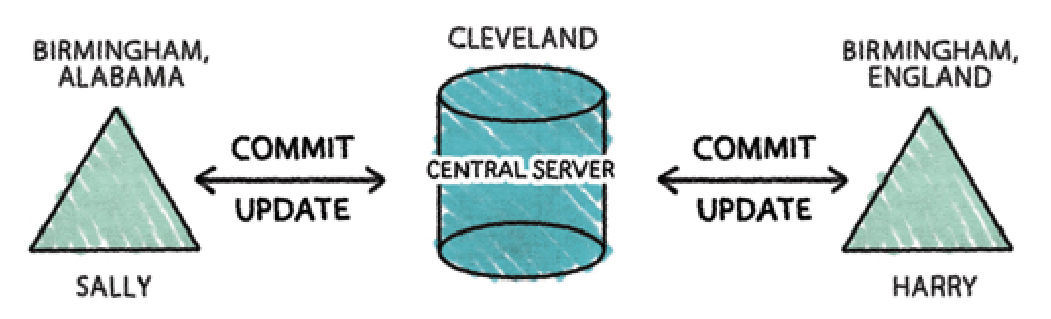 BIRMINGHAM,
ALABAMA
SALLY
COMMIT
UPDATE
CLEVELAND
CENTRAL SERVER
COMMIT
UPDATE
BIRMINGHAM,
ENGLAND
HARRY